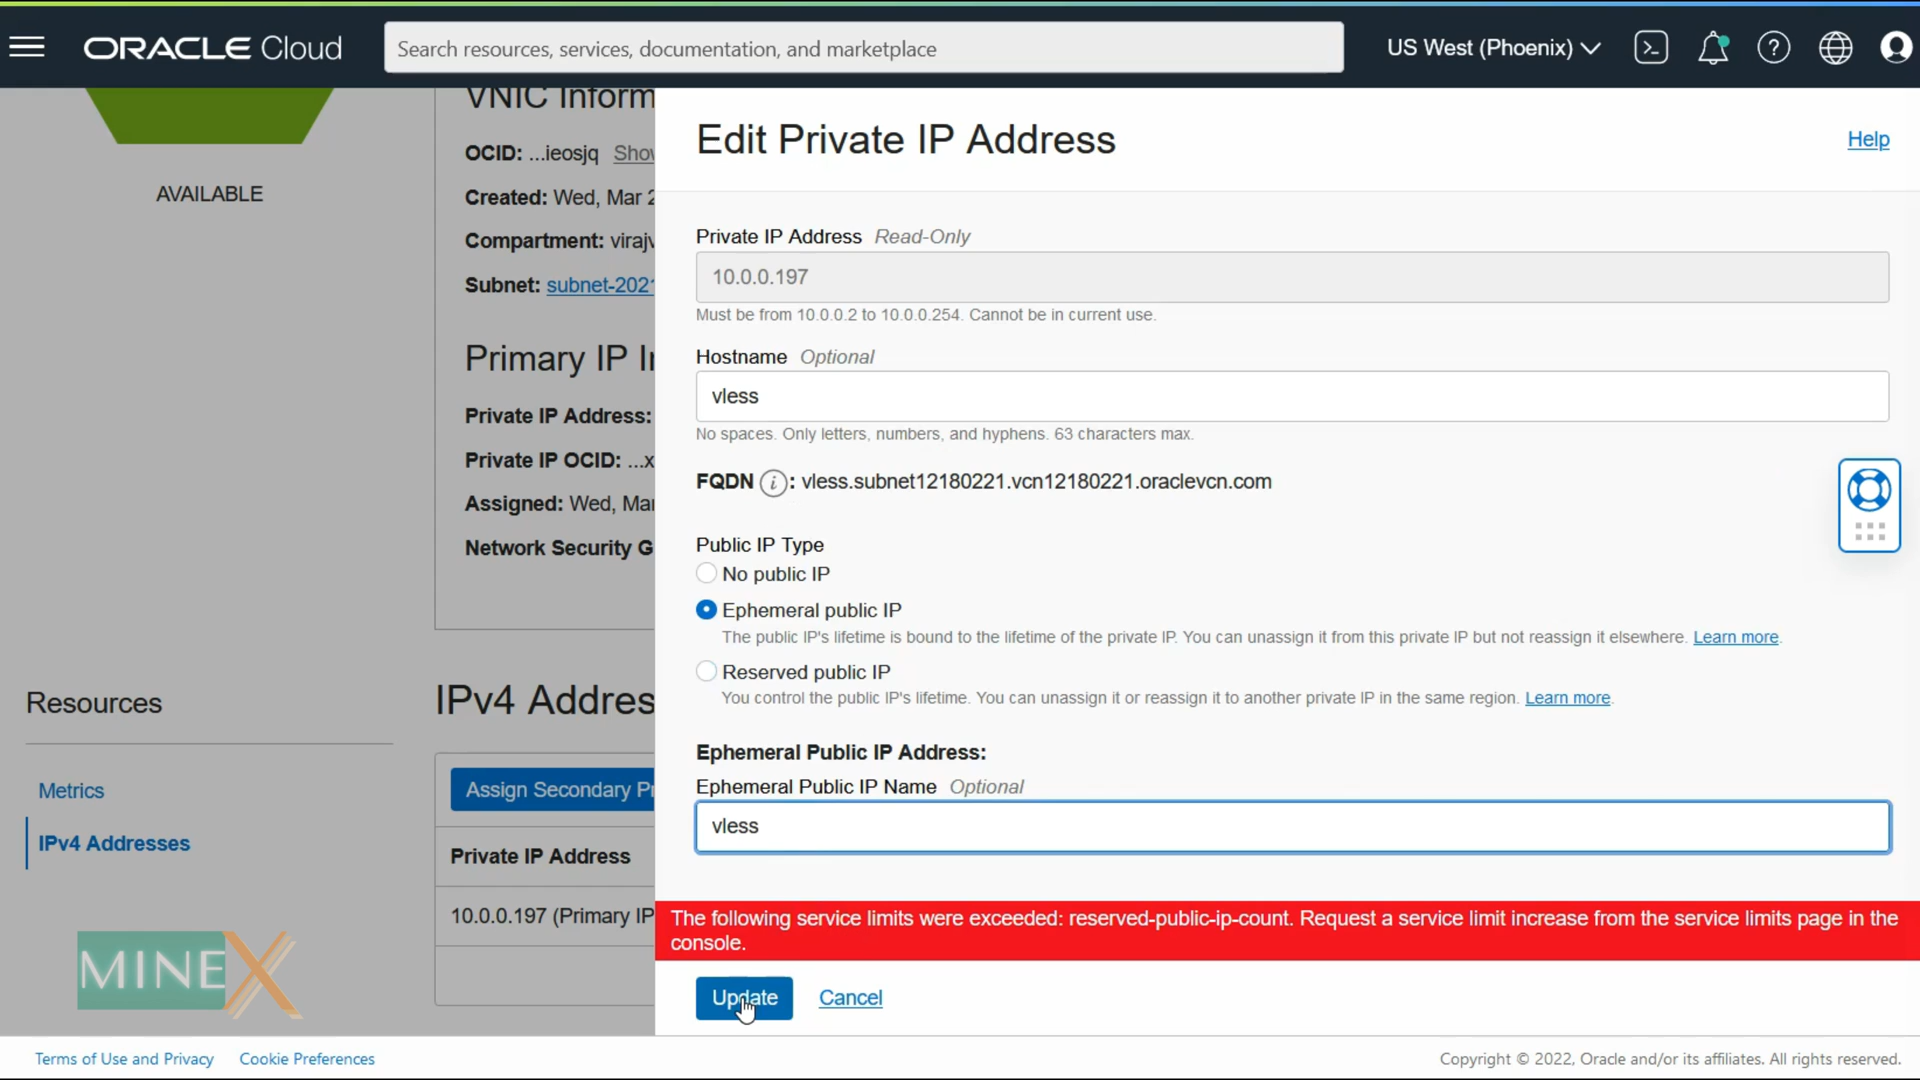 ORACLE Cloud
Search resources, services, documentation, and marketplace
US West (Phoenix)
AVAILABLE
VNIC Inform
OCID: ...ieosjq Show
Created: Wed, Mar 2
Compartment: virajv
Subnet: subnet-2021
Primary IP In
Private IP Address:
Private IP OCID: ...x
Assigned: Wed, Mar
Network Security G
Resources
Metrics
IPv4 Addresses
IPv4 Addres
Assign Secondary Pr
Private IP Address
10.0.0.197 (Primary IP
MINEX
Edit Private IP Address
Help
Private IP Address Read-Only
10.0.0.197
Must be from 10.0.0.2 to 10.0.0.254. Cannot be in current use.
Hostname Optional
vless
No spaces. Only letters, numbers, and hyphens. 63 characters max.
FQDN i : vless.subnet12180221.vcn12180221.oraclevcn.com
Public IP Type
No public IP
Ephemeral public IP
The public IP's lifetime is bound to the lifetime of the private IP. You can unassign it from this private IP but not reassign it elsewhere. Learn more.
Reserved public IP
You control the public IP's lifetime. You can unassign it or reassign it to another private IP in the same region. Learn more.
Ephemeral Public IP Address:
Ephemeral Public IP Name Optional
vless
The following service limits were exceeded: reserved-public-ip-count. Request a service limit increase from the service limits page in the
console.
Update
Cancel
Terms of Use and Privacy
Cookie Preferences
Copyright © 2022, Oracle and/or its affiliates. All rights reserved.